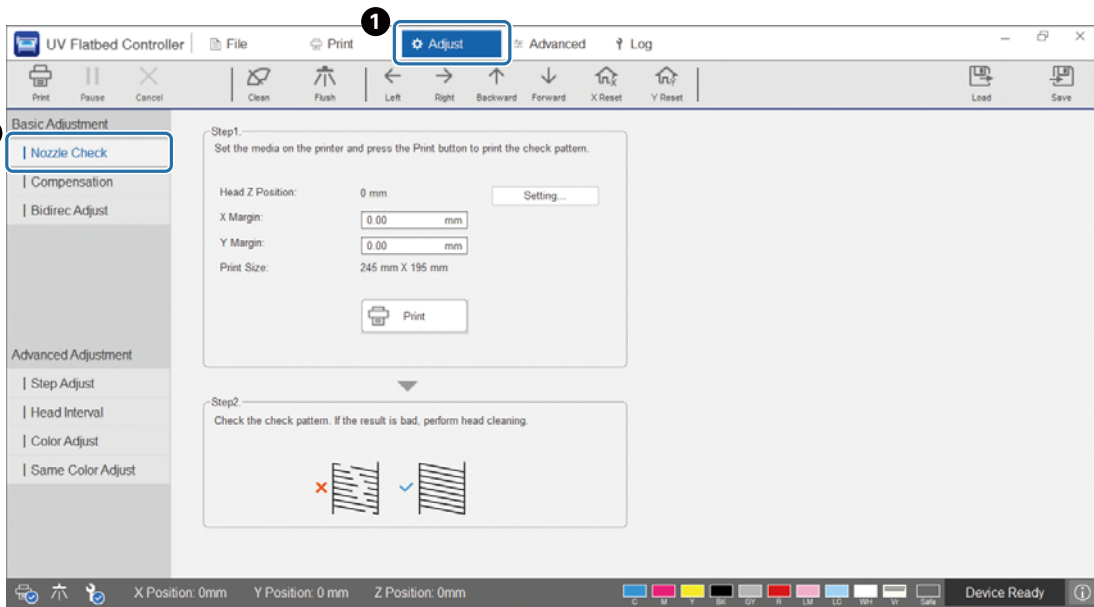 1
UV Flatbed Controller
File
Print
Adjust
Advanced
Log
Print
Pause
Cancel
Clean
Flush
Left
Right
Backward
Forward
X Reset
Y Reset
Load
Save
Basic Adjustment
Nozzle Check
Compensation
Bidirec Adjust
Advanced Adjustment
Step Adjust
Head Interval
Color Adjust
Same Color Adjust
Step1.
Set the media on the printer and press the Print button to print the check pattern.
Head Z Position: 0 mm
Setting...
X Margin: 0.00 mm
Y Margin: 0.00 mm
Print Size: 245 mm X 195 mm
Print
Step2.
Check the check pattern. If the result is bad, perform head cleaning.
X Position: 0mm Y Position: 0 mm Z Position: 0mm
C M Y BK GY R LM LC WH Vr Safe
Device Ready